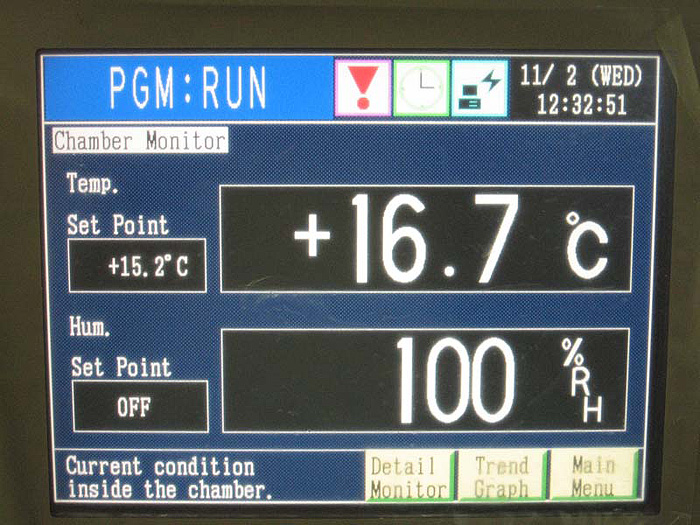 PGM:RUN
11/ 2 (WED)
12:32:51
Chamber Monitor
Temp.
Set Point
+15.2°C
+16.7 °C
Hum.
Set Point
OFF
100 %RH
Current condition
inside the chamber.
Detail
Monitor
Trend
Graph
Main
Menu